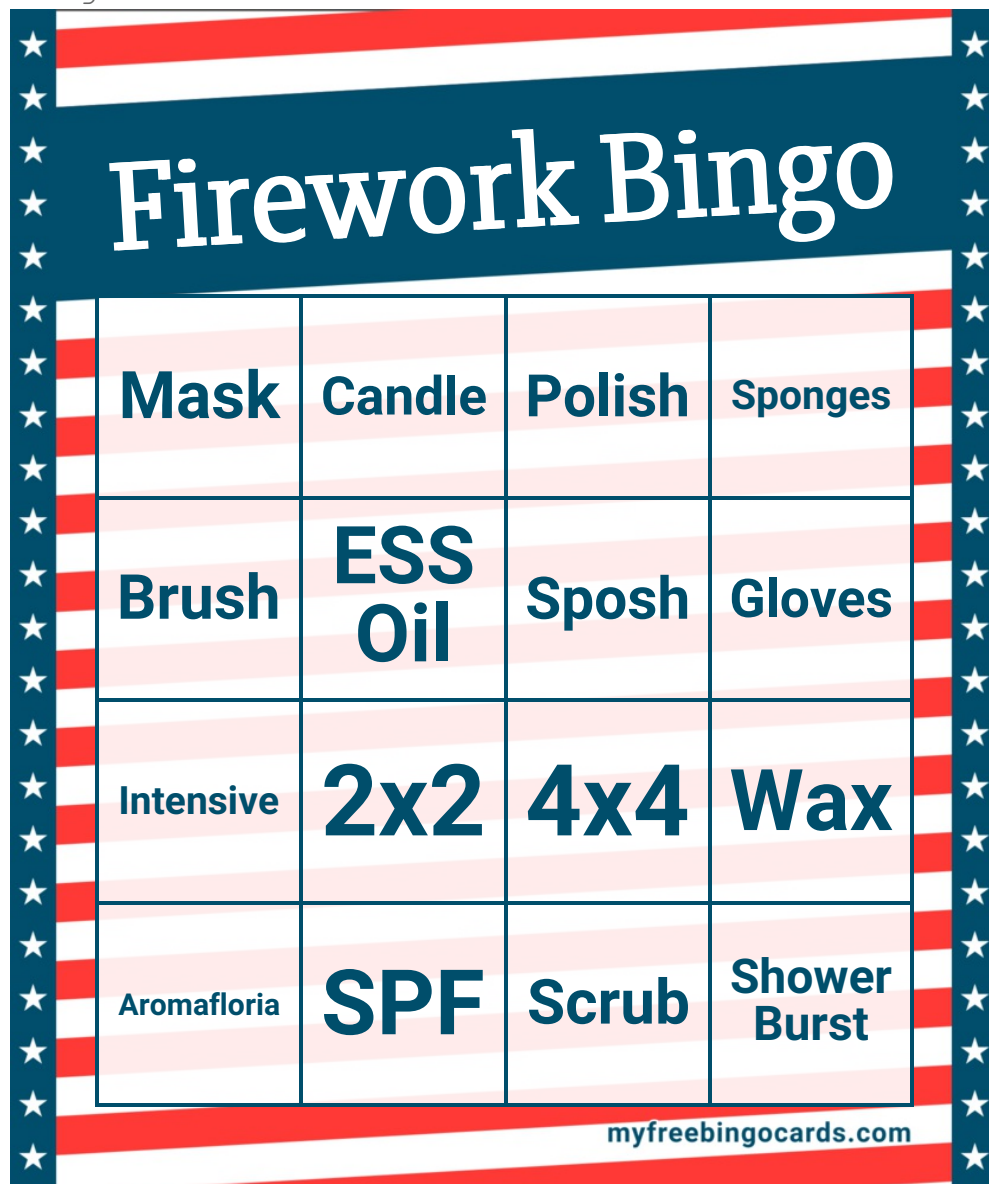 Firework Bingo
Mask Candle Polish Sponges
Brush ESS Oil Sposh Gloves
Intensive 2x2 4x4 Wax
Aromafloria SPF Scrub Shower Burst
myfreebingocards.com